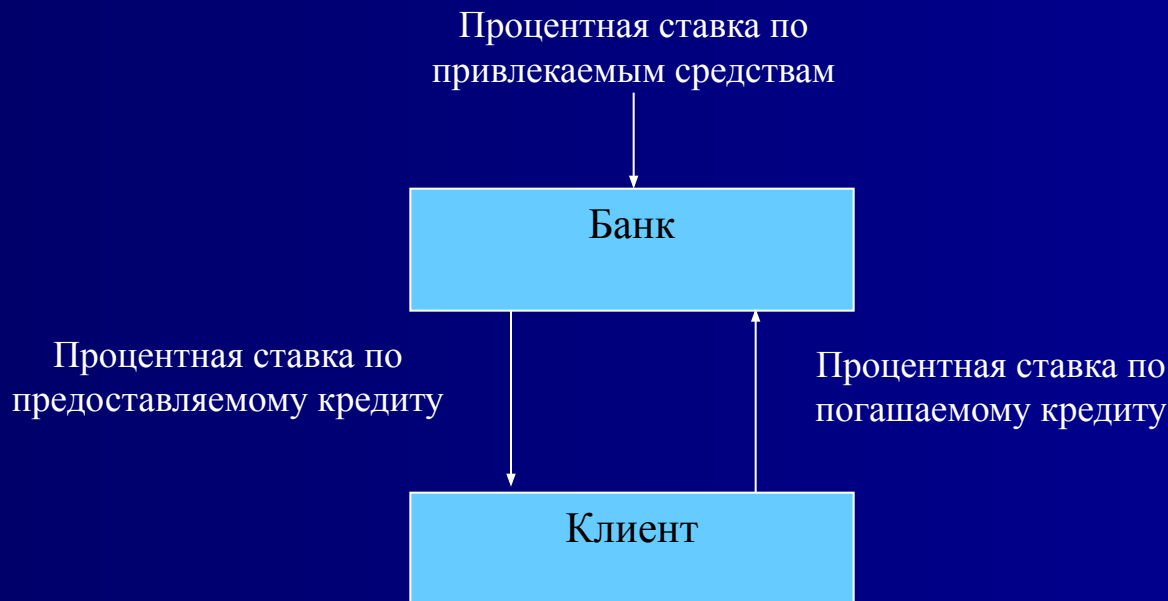 Процентная ставка по
привлекаемым средствам
Банк
Процентная ставка по
предоставляемому кредиту
Процентная ставка по
погашаемому кредиту
Клиент